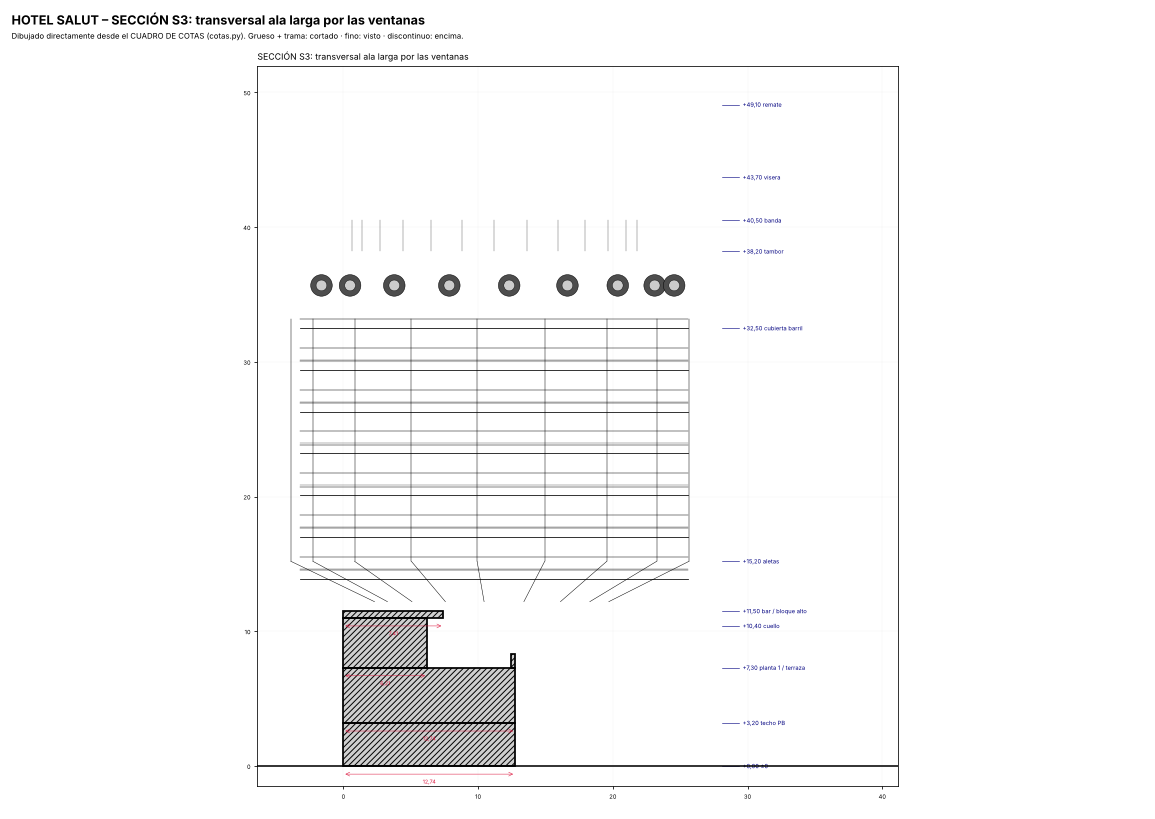 HOTEL SALUT – SECCIÓN S3: transversal ala larga por las ventanas
Dibujado directamente desde el CUADRO DE COTAS (cotas.py). Grueso + trama: cortado · fino: visto · discontinuo: encima.
SECCIÓN S3: transversal ala larga por las ventanas
50
+49,10 remate
+43,70 visera
+40,50 banda
40
+38,20 tambor
+32,50 cubierta barril
30
20
+15,20 aletas
+11,50 bar / bloque alto
10
+10,40 cuello
+7,30 planta 1 / terraza
+3,20 techo PB
0
12,74
0
10
20
30
40